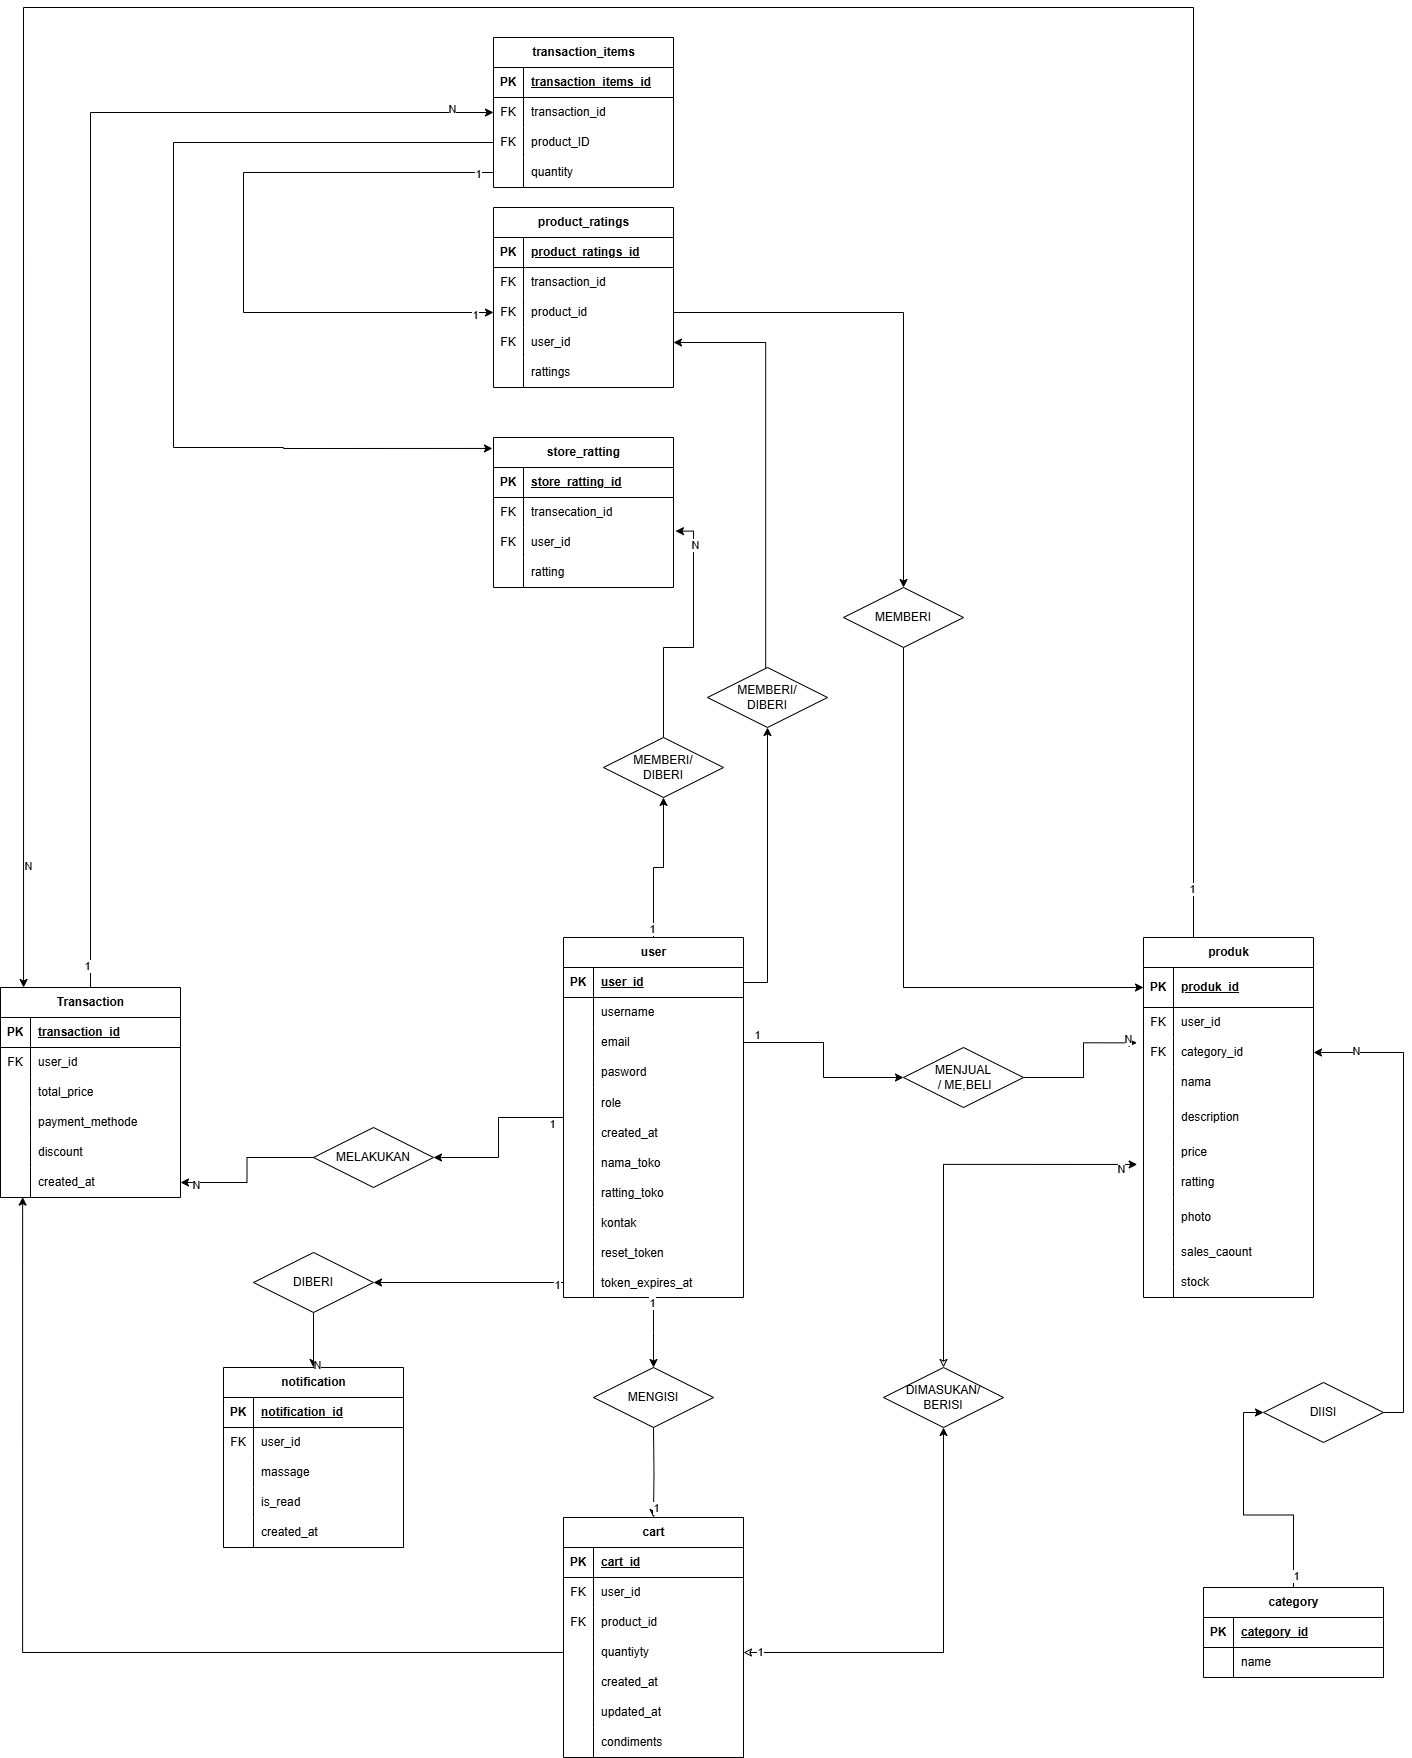 transaction_items
PK transaction_items_id
N
FK transaction_id
FK product_ID
1 quantity
product_ratings
PK product_ratings_id
FK transaction_id
1 FK product_id
FK user_id
rattings
store_ratting
PK store_ratting_id
FK transecation_id
FK user_id
N
ratting
MEMBERI
MEMBERI/
DIBERI
MEMBERI/
DIBERI
N
1
1
1
user
PK user_id
username
email
pasword
role
created_at
nama_toko
ratting_toko
kontak
reset_token
token_expires_at
produk
PK produk_id
FK user_id
FK category_id
nama
description
price
ratting
photo
sales_caount
stock
Transaction
PK transaction_id
FK user_id
total_price
payment_methode
discount
created_at
1
MENJUAL
/ ME,BELI
N
N
1
MELAKUKAN
N
N
DIBERI
1
1
N
notification
PK notification_id
FK user_id
massage
is_read
created_at
MENGISI
DIMASUKAN/
BERISI
DIISI
1
cart
PK cart_id
FK user_id
FK product_id
quantiyty
created_at
updated_at
condiments
1
1
category
PK category_id
name